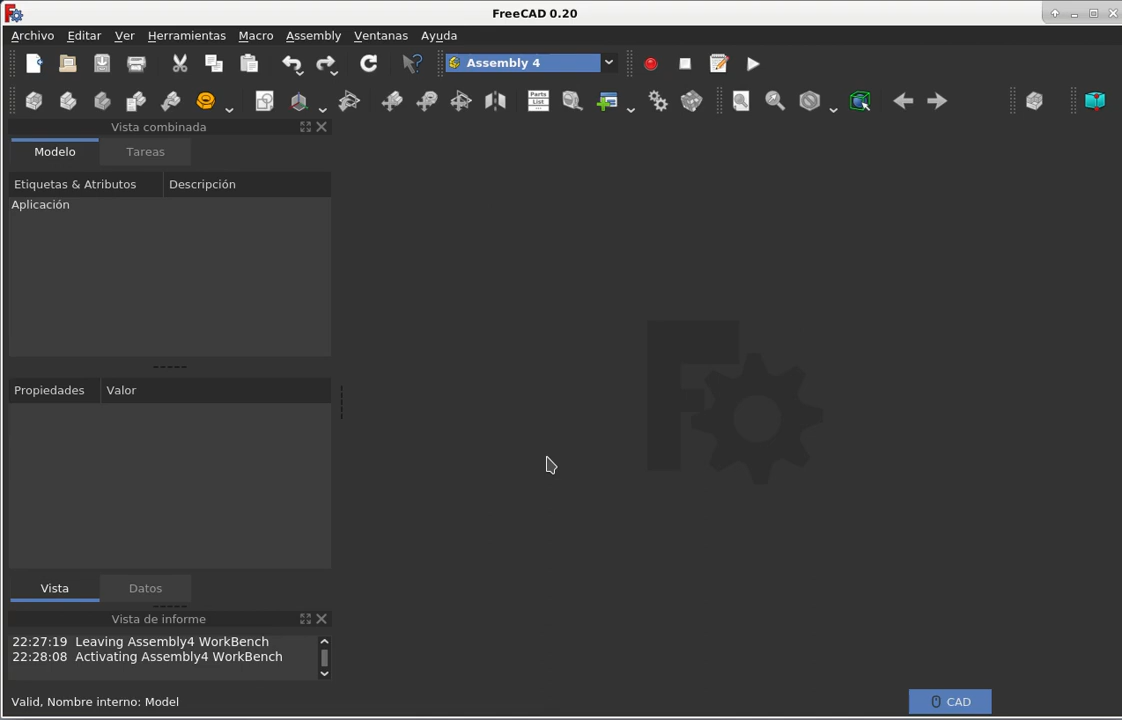 FreeCAD 0.20
Archivo Editar Ver Herramientas Macro Assembly Ventanas Ayuda
Assembly 4
Parts List
Vista combinada
Modelo Tareas
Etiquetas & Atributos Descripción
Aplicación
Propiedades Valor
Vista Datos
Vista de informe
22:27:19 Leaving Assembly4 WorkBench
22:28:08 Activating Assembly4 WorkBench
Valid, Nombre interno: Model
CAD